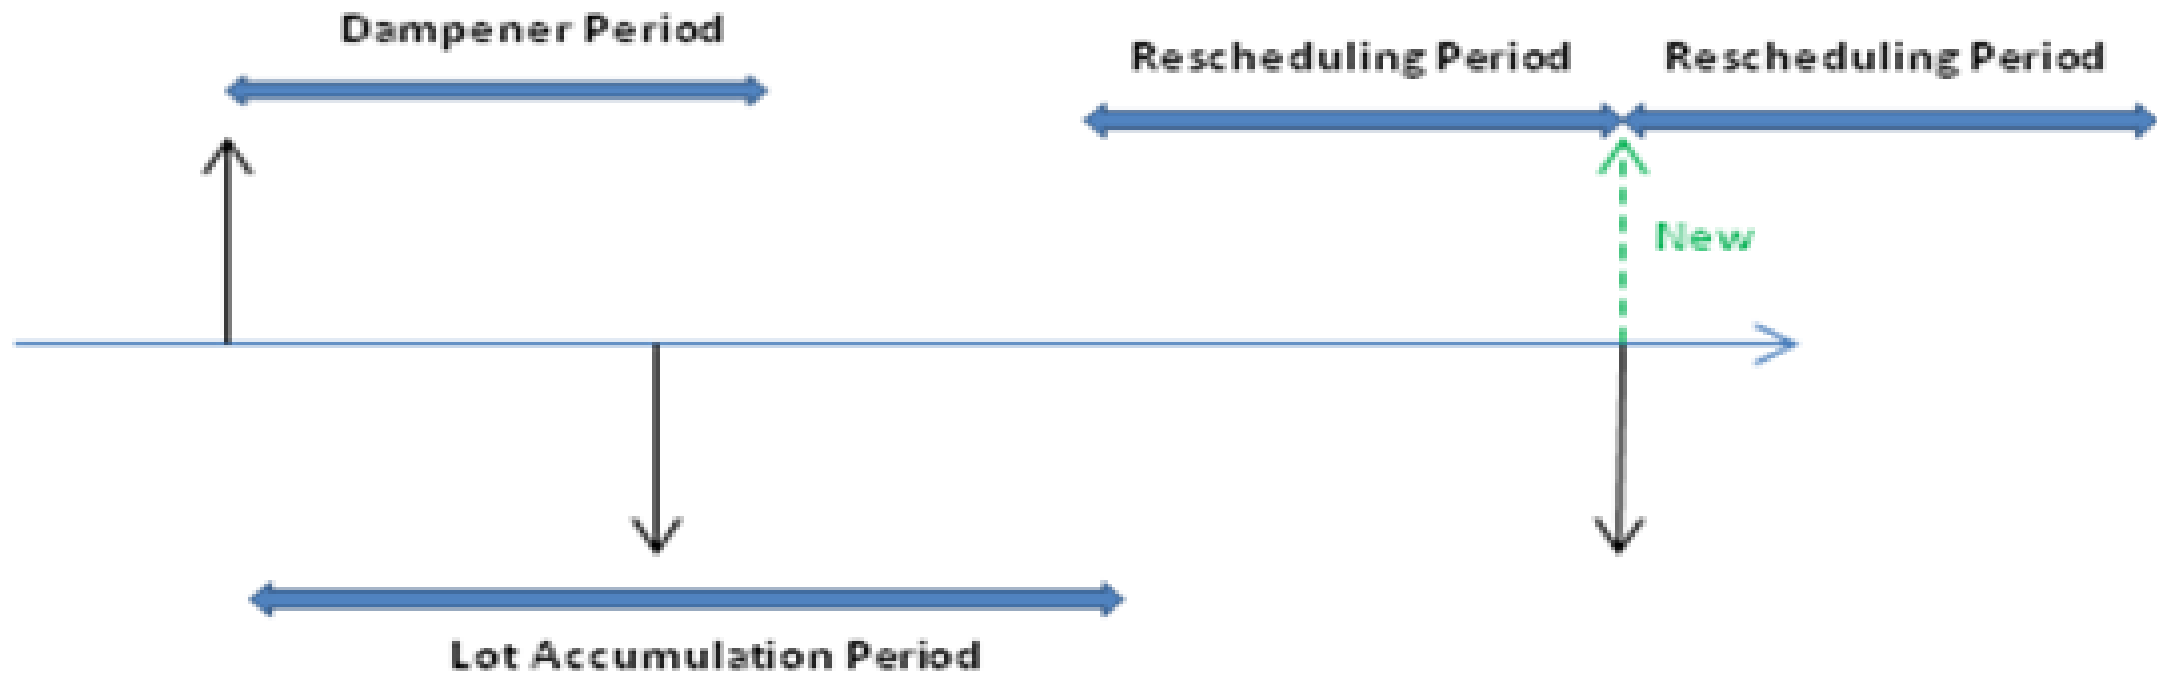 Dampener Period
Rescheduling Period
Rescheduling Period
New
Lot Accumulation Period